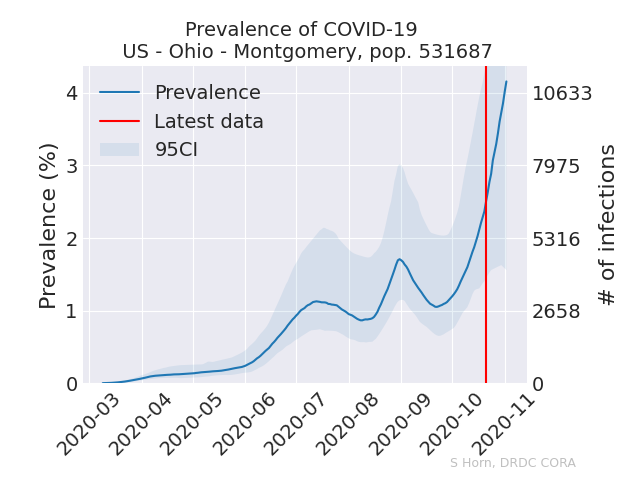 Prevalence of COVID-19
US - Ohio - Montgomery, pop. 531687
Prevalence
Latest data
95CI
Prevalence (%)
4
3
2
1
0
10633
7975
5316
2658
0
# of infections
2020-03
2020-04
2020-05
2020-06
2020-07
2020-08
2020-09
2020-10
2020-11
S Horn, DRDC CORA